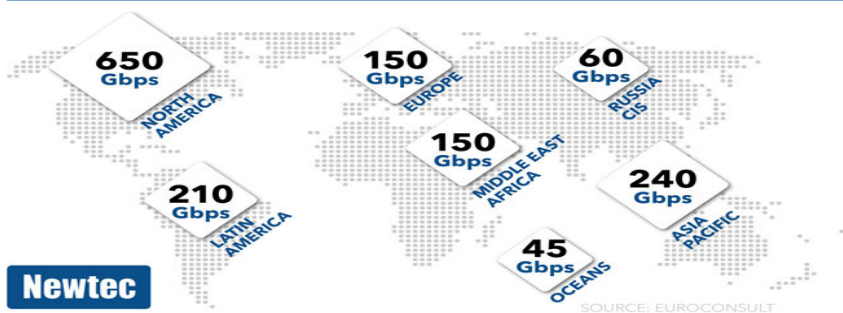 650
Gbps
NORTH
AMERICA
150
Gbps
EUROPE
60
Gbps
RUSSIA
CIS
150
Gbps
MIDDLE EAST
AFRICA
210
Gbps
LATIN
AMERICA
240
Gbps
ASIA
PACIFIC
45
Gbps
OCEANS
Newtec
SOURCE: EUROCONSULT